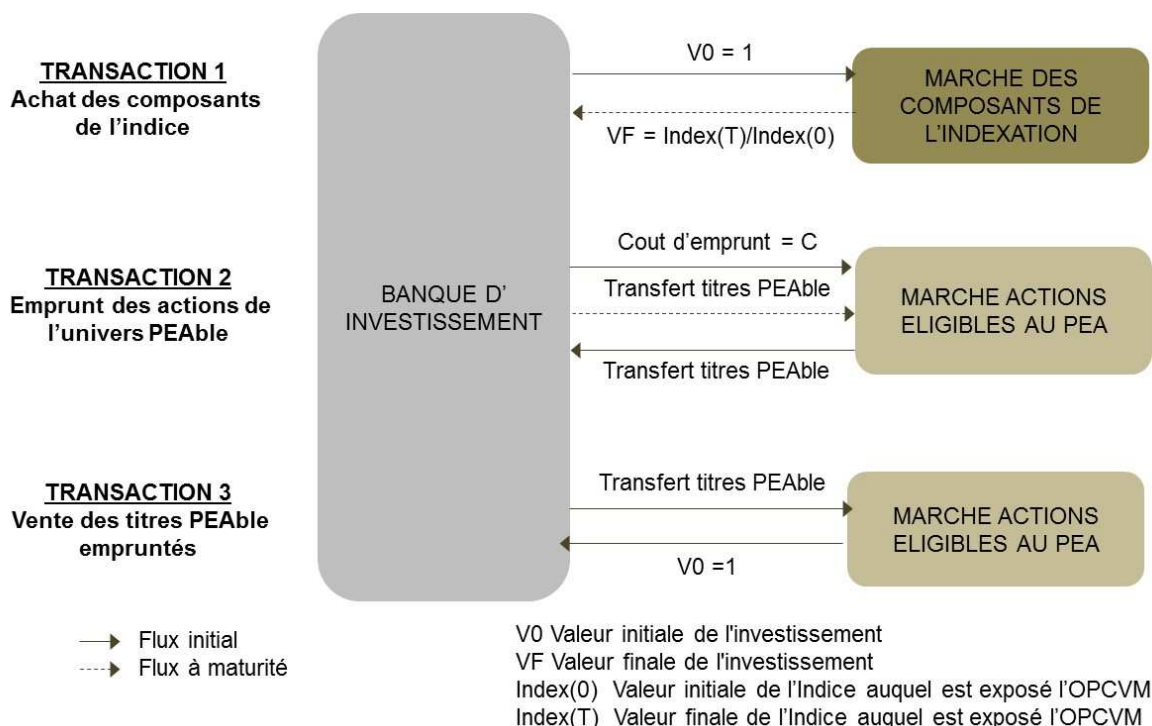 TRANSACTION 1
Achat des composants
de l'indice
V0 = 1
VF = Index(T)/Index(0)
MARCHE DES
COMPOSANTS DE
L'INDEXATION
TRANSACTION 2
Emprunt des actions de
l'univers PEAble
BANQUE D'
INVESTISSEMENT
Cout d'emprunt = C
Transfert titres PEAble
Transfert titres PEAble
MARCHE ACTIONS
ELIGIBLES AU PEA
TRANSACTION 3
Vente des titres PEAble
empruntés
Transfert titres PEAble
V0 =1
MARCHE ACTIONS
ELIGIBLES AU PEA
Flux initial
Flux à maturité
V0 Valeur initiale de l'investissement
VF Valeur finale de l'investissement
Index(0) Valeur initiale de l'Indice auquel est exposé l'OPCVM
Index(T) Valeur finale de l'Indice auquel est exposé l'OPCVM